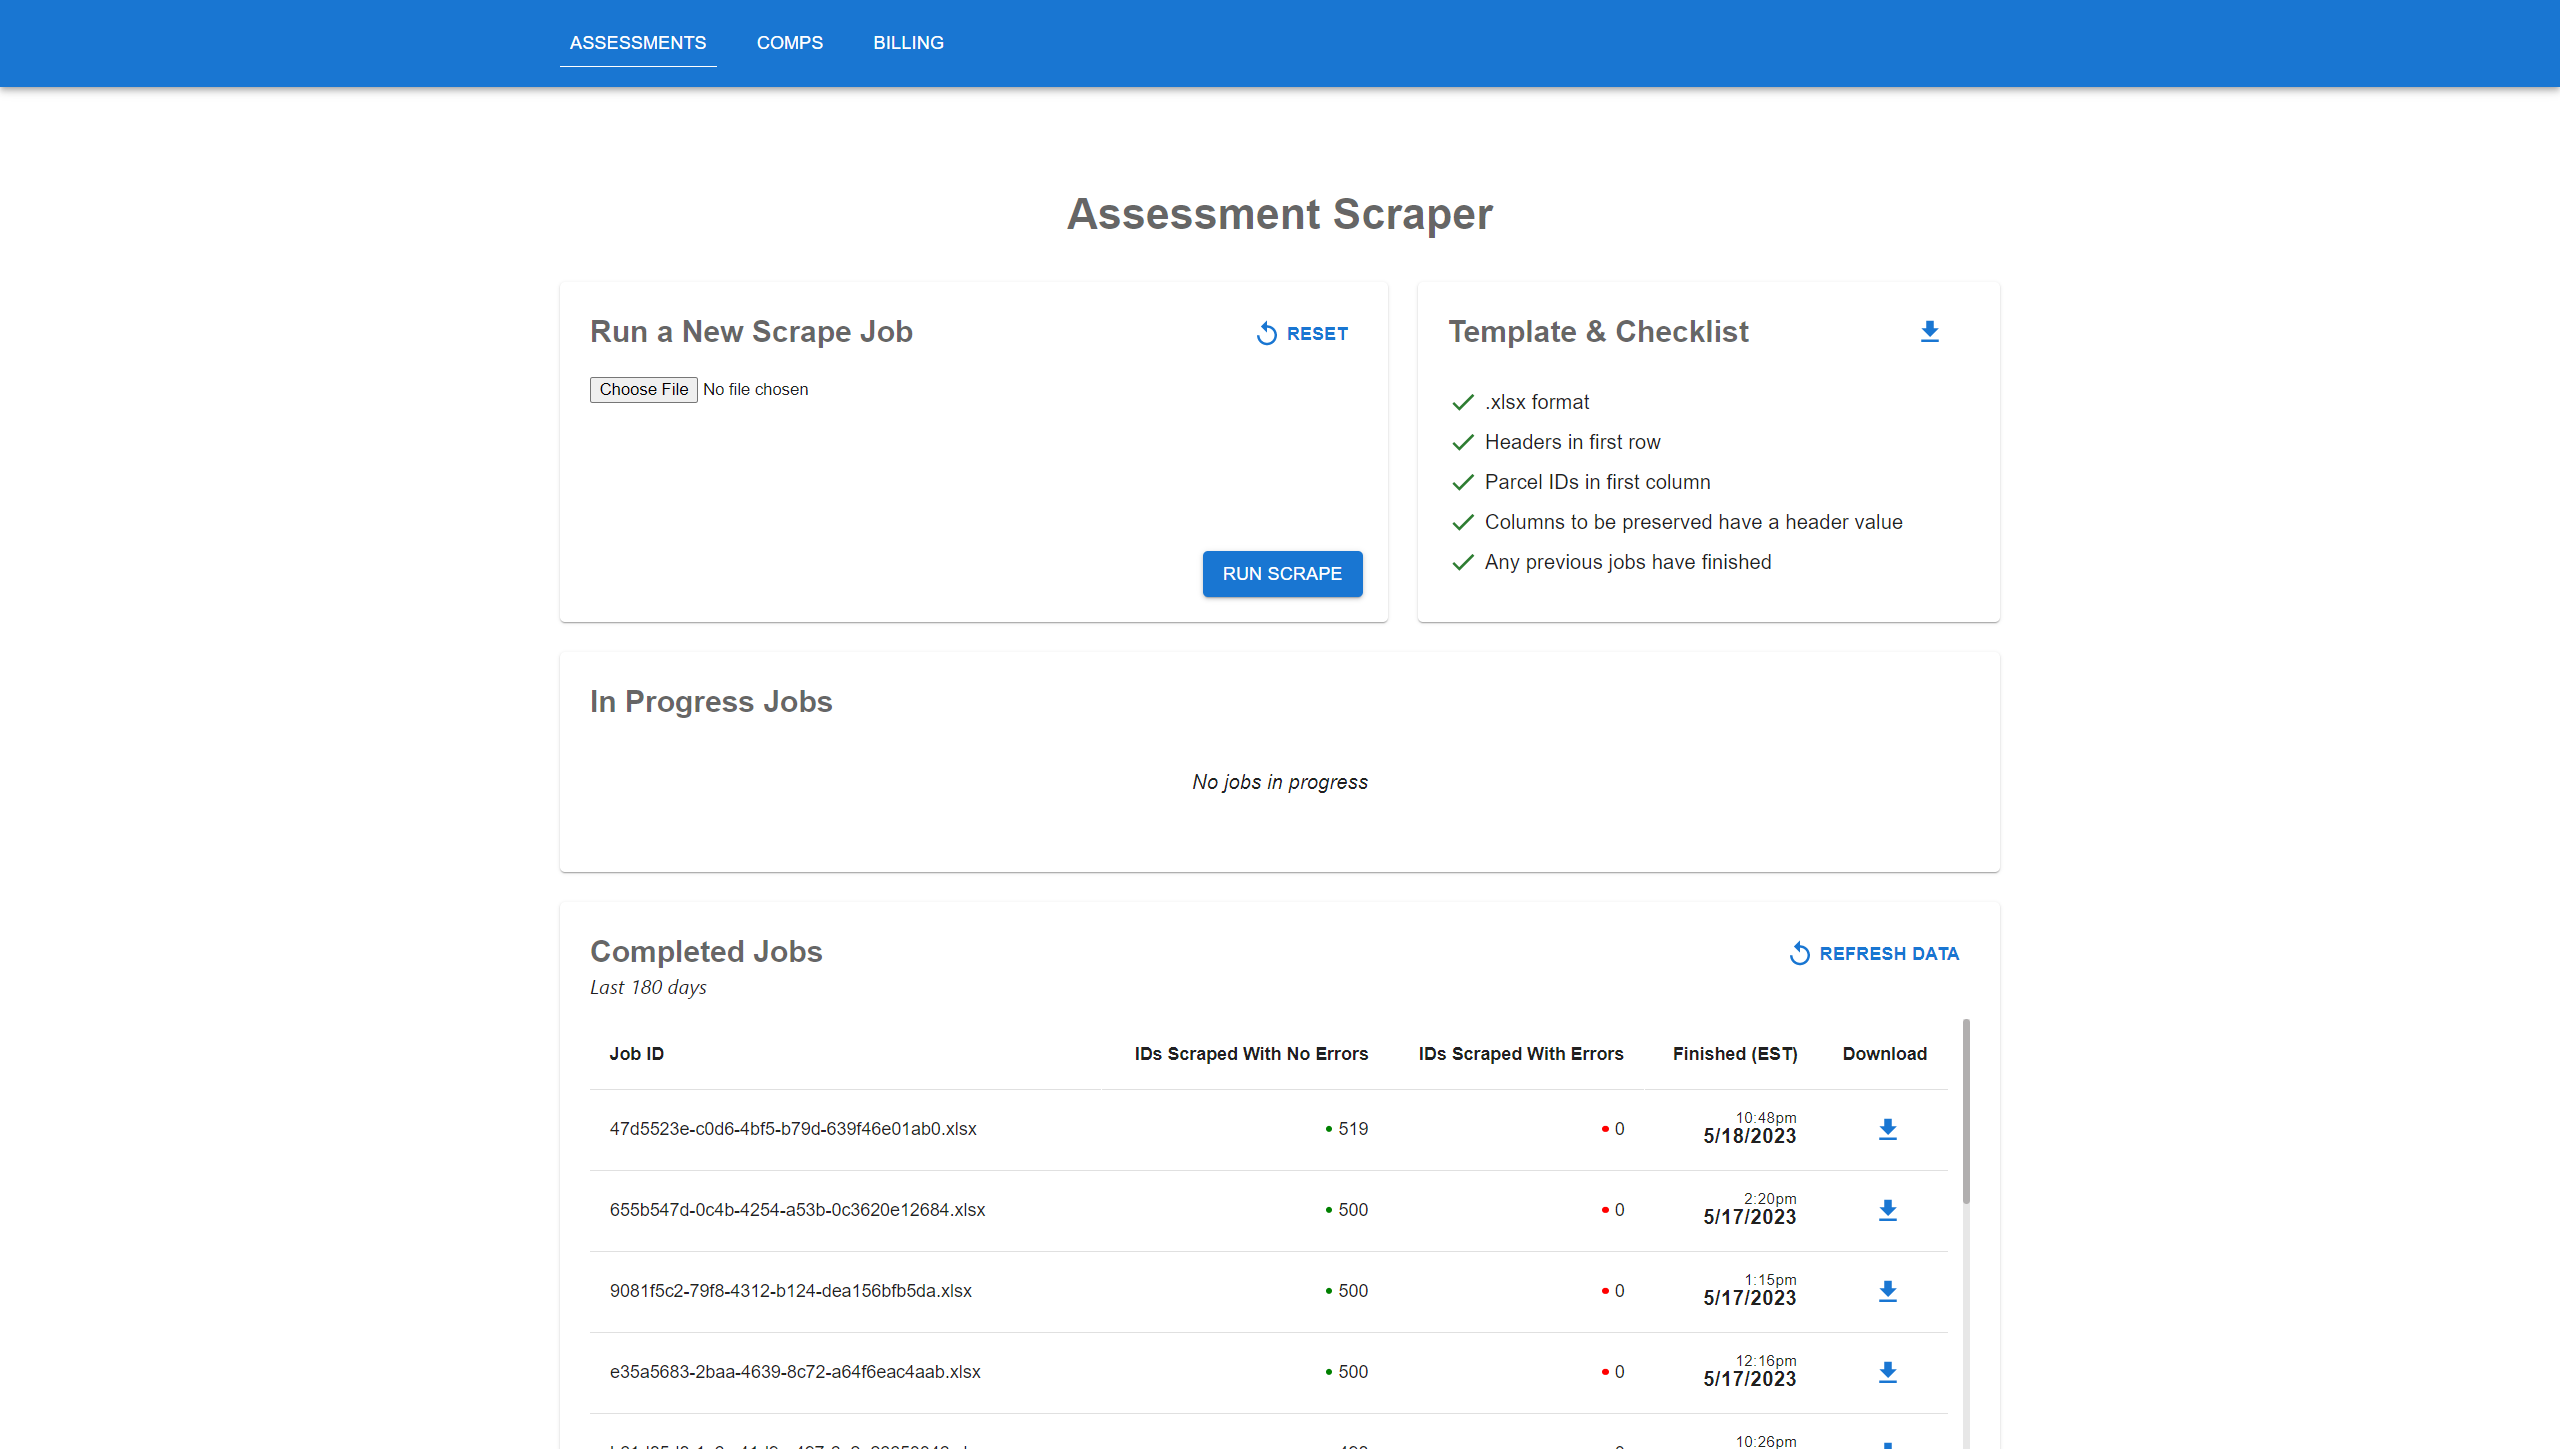 ASSESSMENTS COMPS BILLING
Assessment Scraper
Run a New Scrape Job RESET
Choose File No file chosen
RUN SCRAPE
Template & Checklist
.xlsx format
Headers in first row
Parcel IDs in first column
Columns to be preserved have a header value
Any previous jobs have finished
In Progress Jobs
No jobs in progress
Completed Jobs REFRESH DATA
Last 180 days
Job ID IDs Scraped With No Errors IDs Scraped With Errors Finished (EST) Download
47d5523e-c0d6-4bf5-b79d-639f46e01ab0.xlsx 519 0 10:48pm
5/18/2023
655b547d-0c4b-4254-a53b-0c3620e12684.xlsx 500 0 2:20pm
5/17/2023
9081f5c2-79f8-4312-b124-dea156bfb5da.xlsx 500 0 1:15pm
5/17/2023
e35a5683-2baa-4639-8c72-a64f6eac4aab.xlsx 500 0 12:16pm
5/17/2023
10:26pm